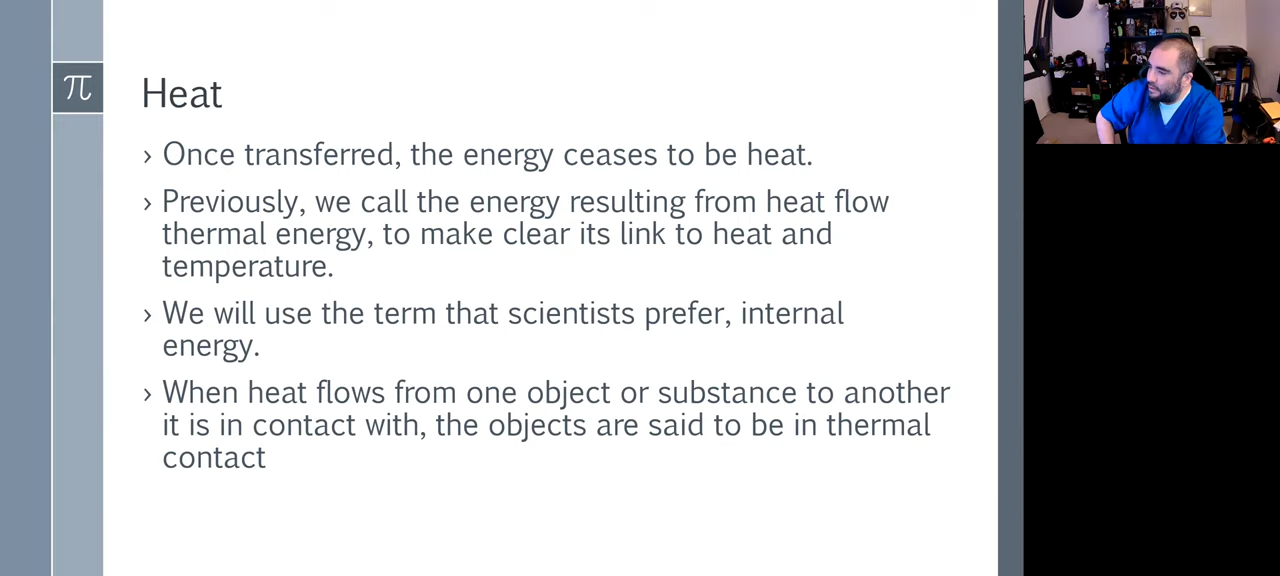 π
Heat
› Once transferred, the energy ceases to be heat.
› Previously, we call the energy resulting from heat flow
thermal energy, to make clear its link to heat and
temperature.
› We will use the term that scientists prefer, internal
energy.
› When heat flows from one object or substance to another
it is in contact with, the objects are said to be in thermal
contact